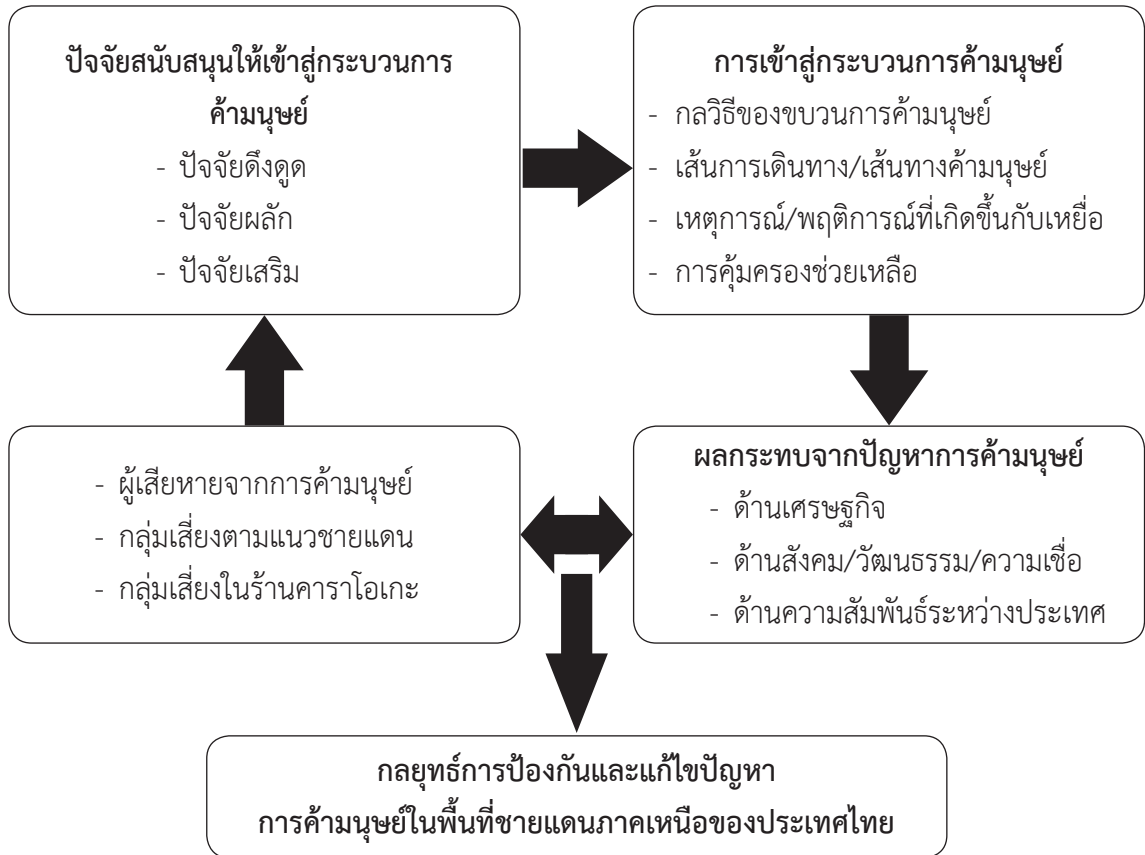 ปัจจัยสนับสนุนให้เข้าสู่กระบวนการ
ค้ามนุษย์
- ปัจจัยดึงดูด
- ปัจจัยผลัก
- ปัจจัยเสริม
การเข้าสู่กระบวนการค้ามนุษย์
- กลวิธีของขบวนการค้ามนุษย์
- เส้นการเดินทาง/เส้นทางค้ามนุษย์
- เหตุการณ์/พฤติการณ์ที่เกิดขึ้นกับเหยื่อ
- การคุ้มครองช่วยเหลือ
- ผู้เสียหายจากการค้ามนุษย์
- กลุ่มเสี่ยงตามแนวชายแดน
- กลุ่มเสี่ยงในร้านคาราโอเกะ
ผลกระทบจากปัญหาการค้ามนุษย์
- ด้านเศรษฐกิจ
- ด้านสังคม/วัฒนธรรม/ความเชื่อ
- ด้านความสัมพันธ์ระหว่างประเทศ
กลยุทธ์การป้องกันและแก้ไขปัญหา
การค้ามนุษย์ในพื้นที่ชายแดนภาคเหนือของประเทศไทย